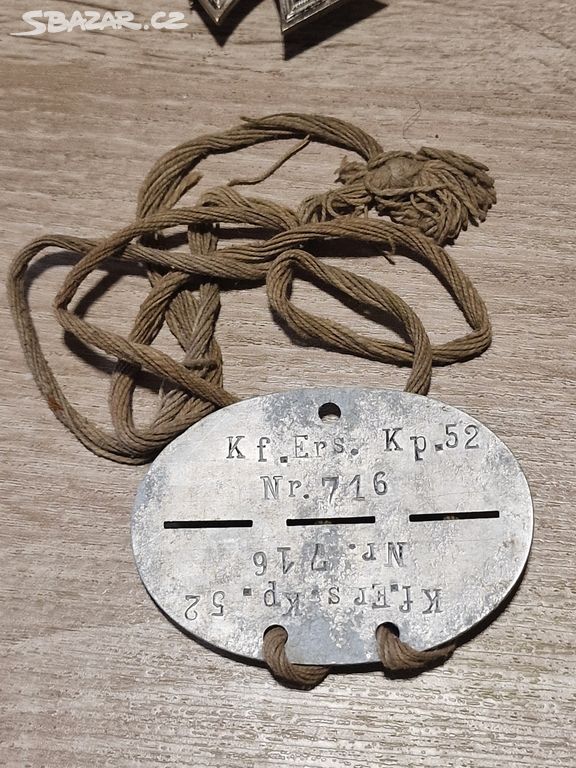 SBAZAR.CZ
Kf.Ers. Kp.52
Nr.716
Nr.716
Kf.Ers.Kp.52